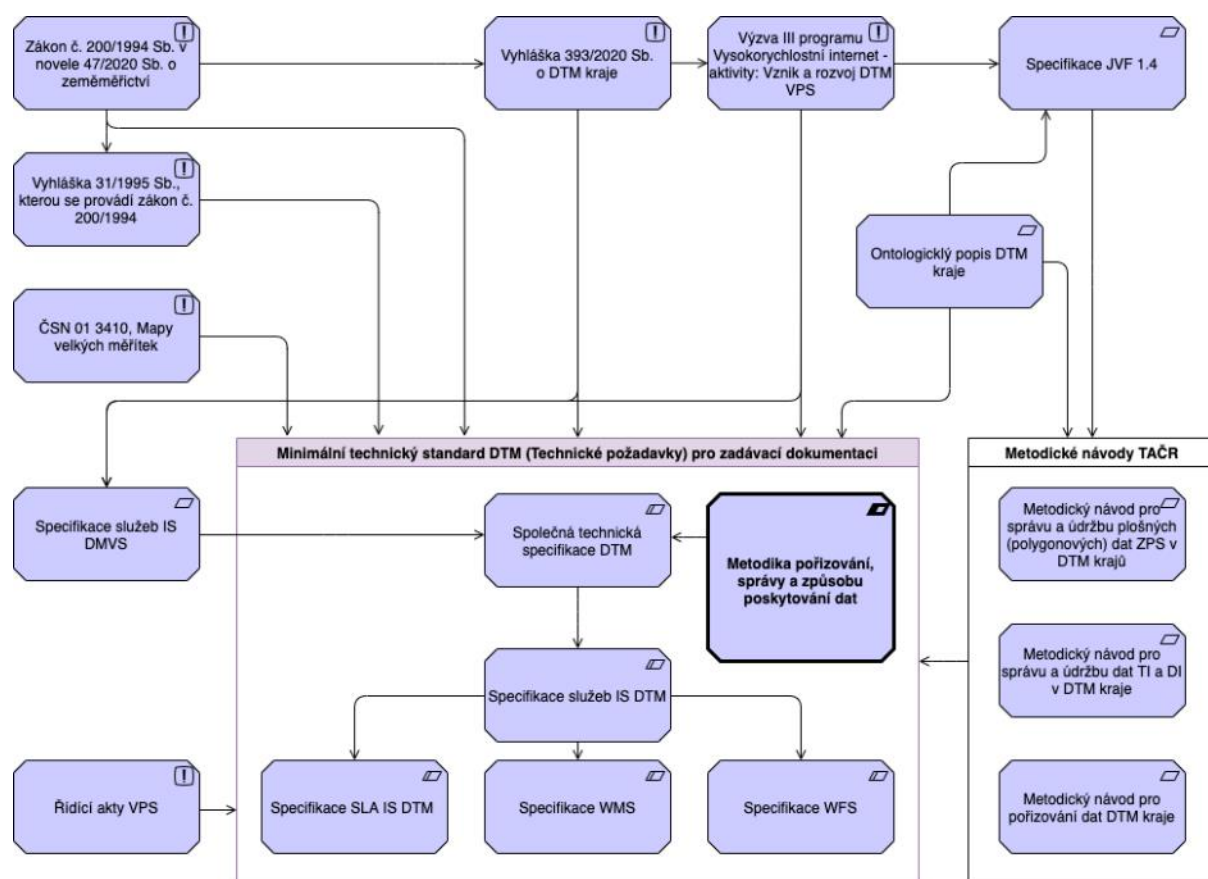 Zákon č. 200/1994 Sb. v
novele 47/2020 Sb. o
zeměměřictví
Vyhláška 393/2020 Sb.
o DTM kraje
Výzva III programu
Vysokorychlostní internet -
aktivity: Vznik a rozvoj DTM
VPS
Specifikace JVF 1.4
Vyhláška 31/1995 Sb.,
kterou se provádí zákon č.
200/1994
Ontologicklý popis DTM
kraje
ČSN 01 3410, Mapy
velkých měřítek
Minimální technický standard DTM (Technické požadavky) pro zadávací dokumentaci
Metodické návody TAČR
Specifikace služeb IS
DMVS
Společná technická
specifikace DTM
Metodika pořizování,
správy a způsobu
poskytování dat
Metodický návod pro
správu a údržbu plošných
(polygonových) dat ZPS v
DTM krajů
Specifikace služeb IS DTM
Metodický návod pro
správu a údržbu dat TI a DI
v DTM kraje
Řídící akty VPS
Specifikace SLA IS DTM
Specifikace WMS
Specifikace WFS
Metodický návod pro
pořizování dat DTM kraje